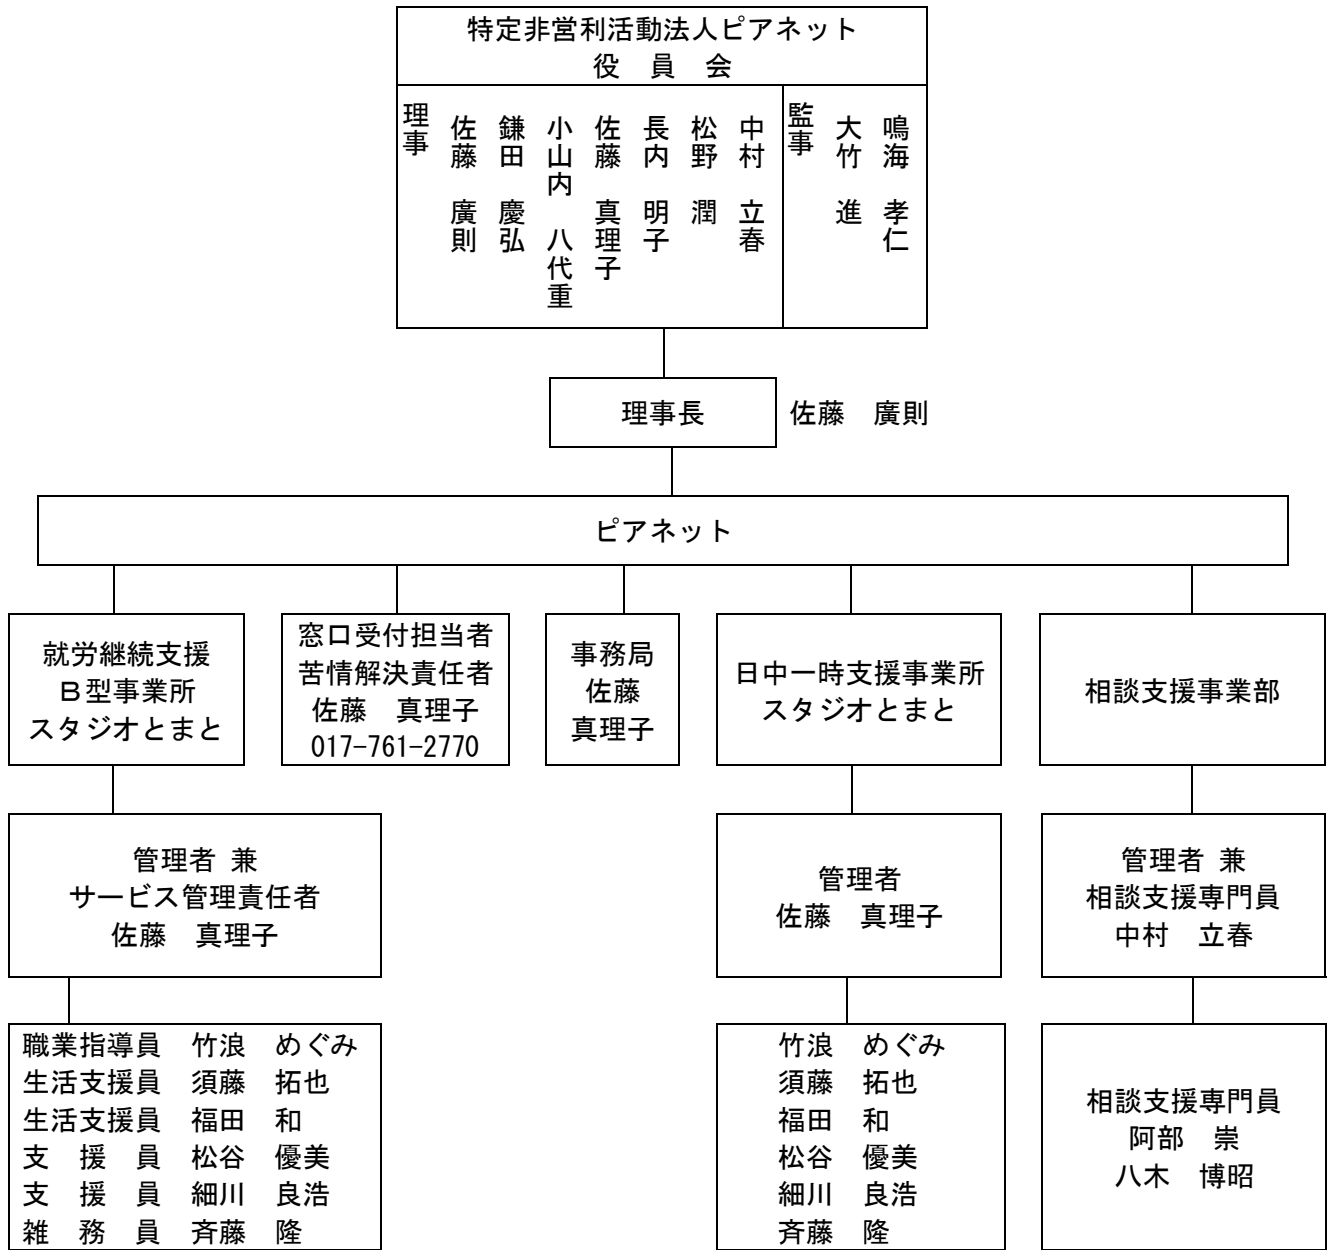 特定非営利活動法人ピアネット
役　員　会
理事
佐藤　廣則
鎌田　慶弘
小山内　八代重
佐藤　真理子
長内　明子
松野　潤
中村　立春
監事
大竹　進
鳴海　孝仁
理事長
佐藤　廣則
ピアネット
就労継続支援
Ｂ型事業所
スタジオとまと
窓口受付担当者
苦情解決責任者
佐藤　真理子
017-761-2770
事務局
佐藤
真理子
日中一時支援事業所
スタジオとまと
相談支援事業部
管理者 兼
サービス管理責任者
佐藤　真理子
管理者
佐藤　真理子
管理者 兼
相談支援専門員
中村　立春
職業指導員　竹浪　めぐみ
生活支援員　須藤　拓也
生活支援員　福田　和
支　援　員　松谷　優美
支　援　員　細川　良浩
雑　務　員　斉藤　隆
竹浪　めぐみ
須藤　拓也
福田　和
松谷　優美
細川　良浩
斉藤　隆
相談支援専門員
阿部　崇
八木　博昭